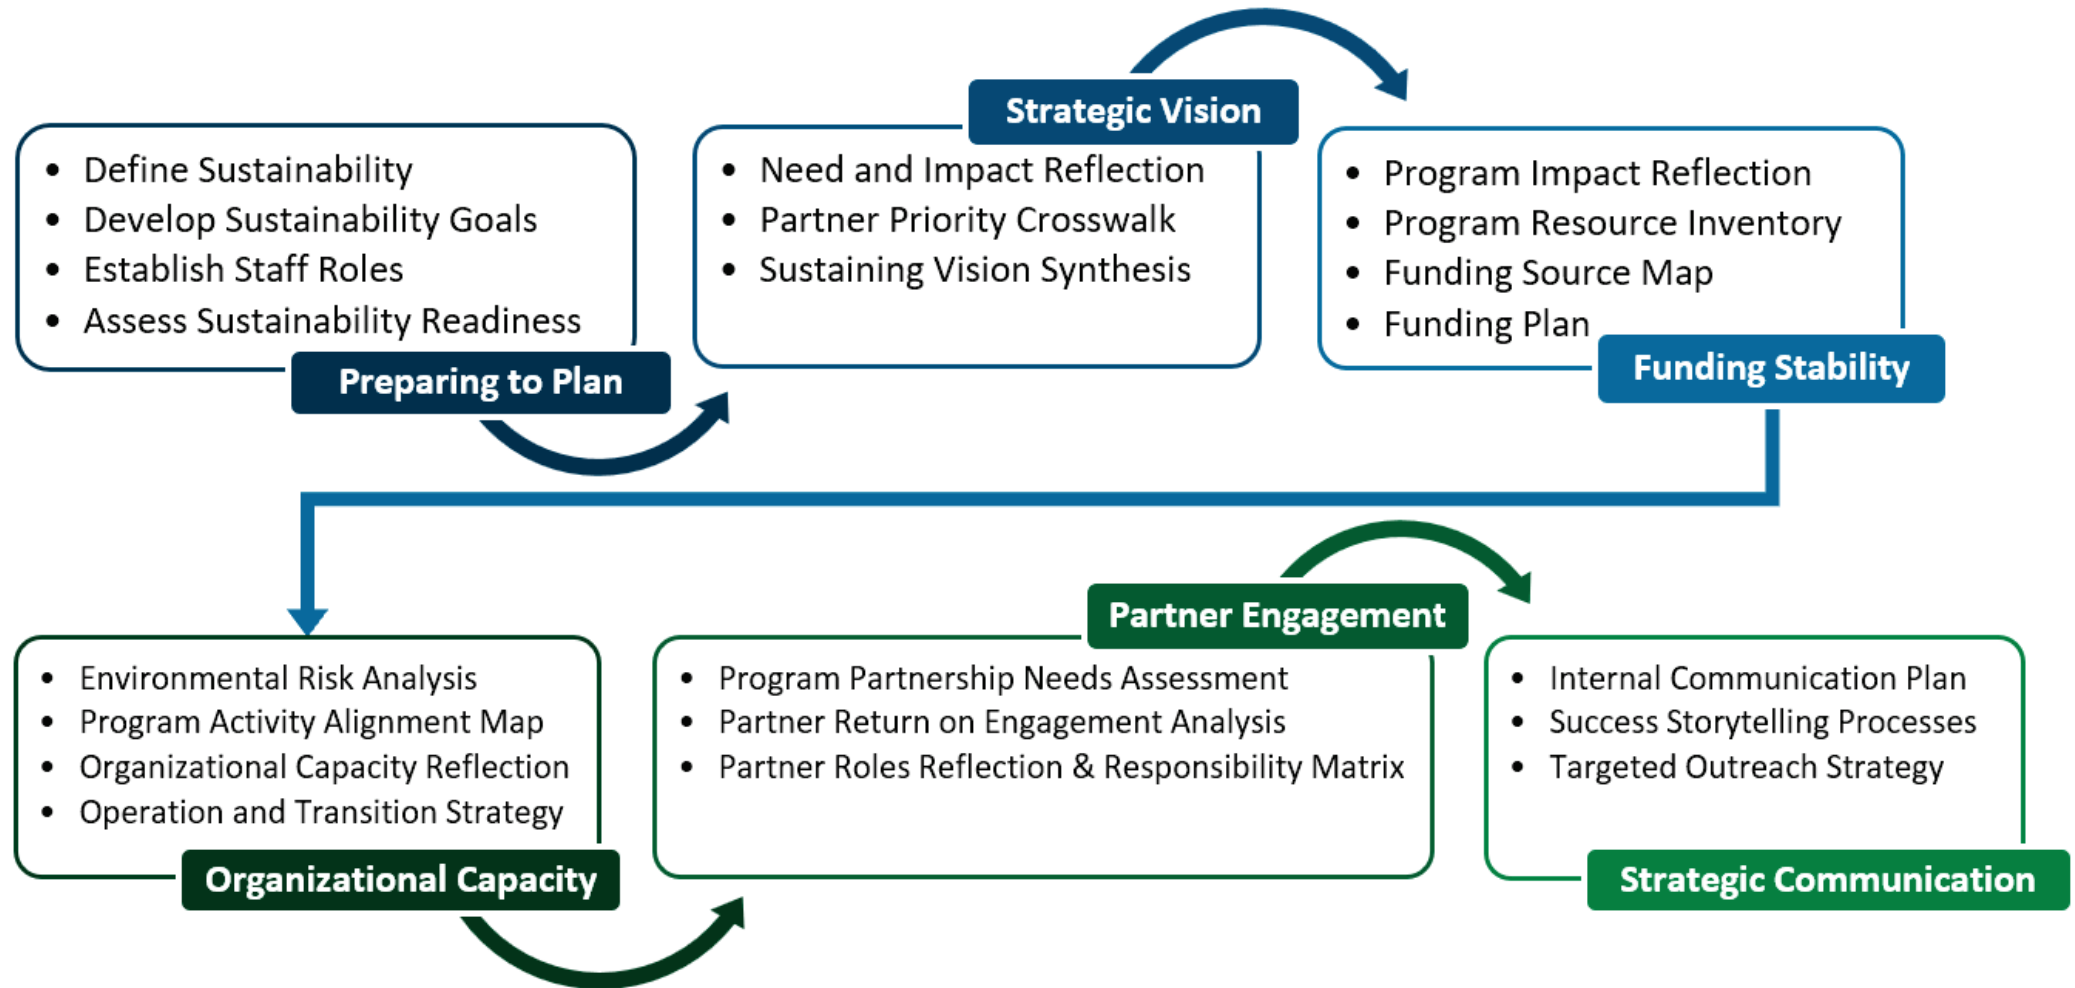 Strategic Vision
• Define Sustainability
• Develop Sustainability Goals
• Establish Staff Roles
• Assess Sustainability Readiness
Preparing to Plan
• Need and Impact Reflection
• Partner Priority Crosswalk
• Sustaining Vision Synthesis
• Program Impact Reflection
• Program Resource Inventory
• Funding Source Map
• Funding Plan
Funding Stability
• Environmental Risk Analysis
• Program Activity Alignment Map
• Organizational Capacity Reflection
• Operation and Transition Strategy
Organizational Capacity
Partner Engagement
• Program Partnership Needs Assessment
• Partner Return on Engagement Analysis
• Partner Roles Reflection & Responsibility Matrix
• Internal Communication Plan
• Success Storytelling Processes
• Targeted Outreach Strategy
Strategic Communication